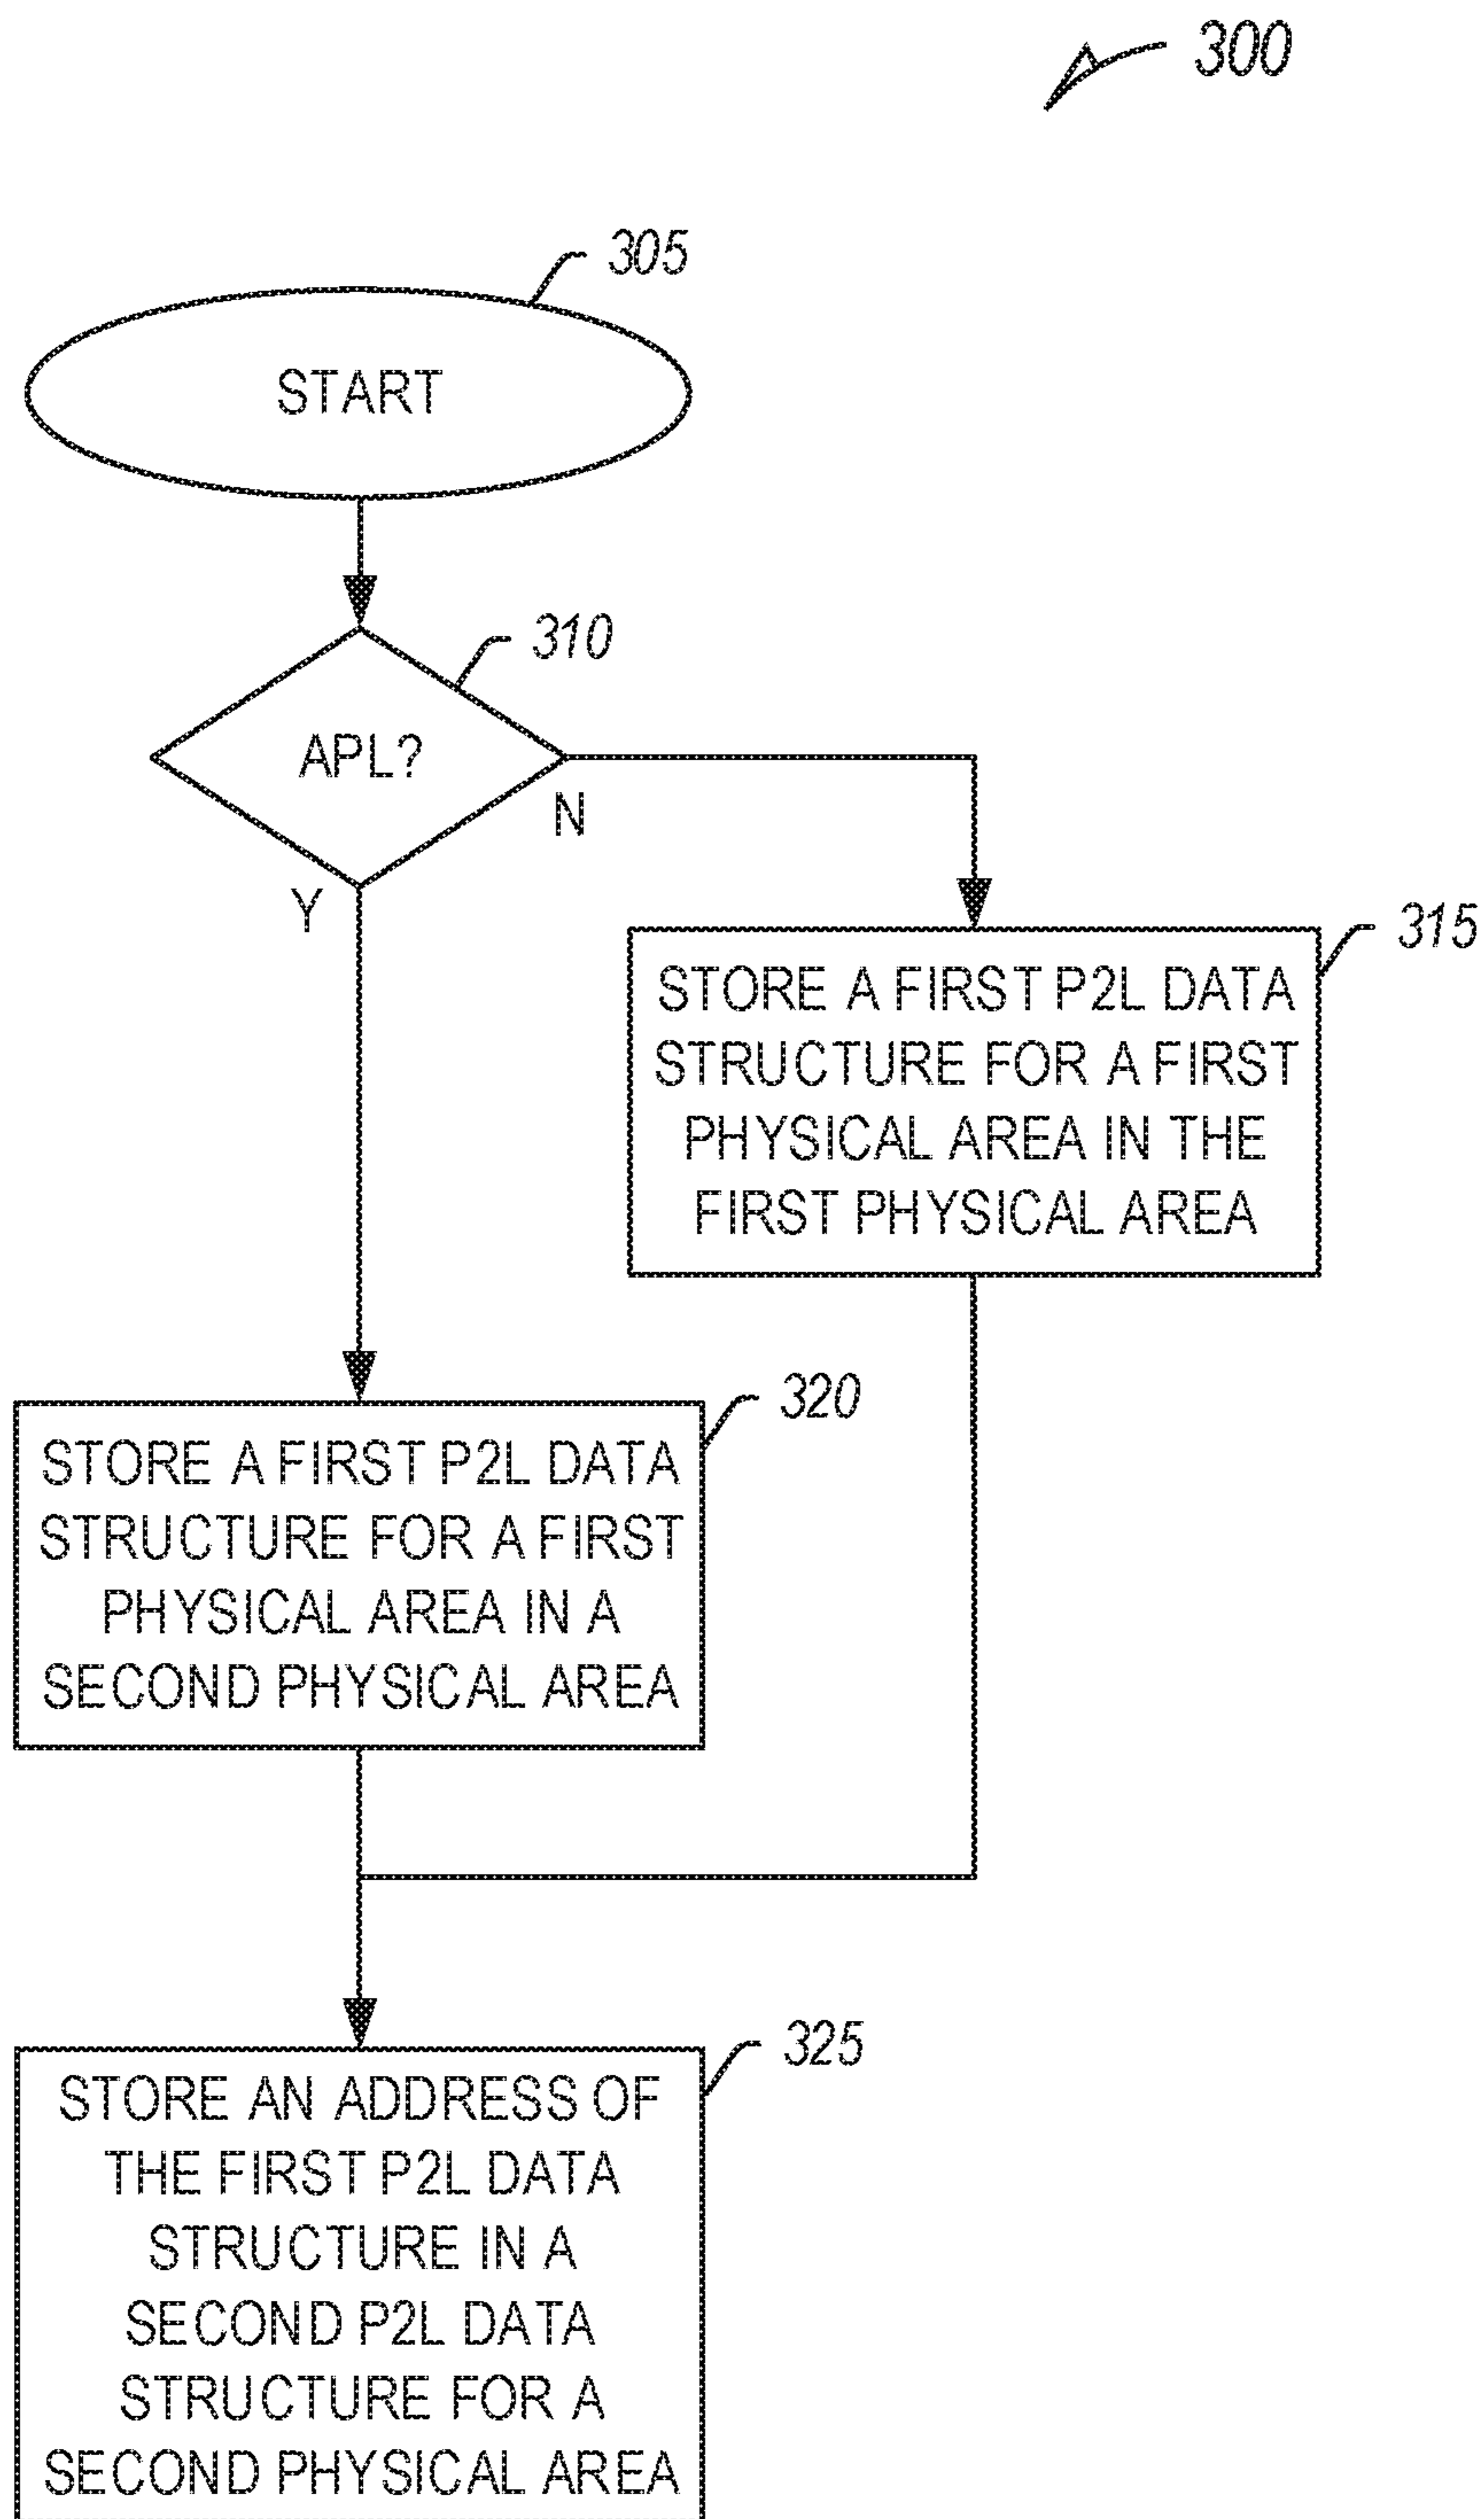 300
305
START
310
APL?
N
Y
315
STORE A FIRST P2L DATA
STRUCTURE FOR A FIRST
PHYSICAL AREA IN THE
FIRST PHYSICAL AREA
320
STORE A FIRST P2L DATA
STRUCTURE FOR A FIRST
PHYSICAL AREA IN A
SECOND PHYSICAL AREA
325
STORE AN ADDRESS OF
THE FIRST P2L DATA
STRUCTURE IN A
SECOND P2L DATA
STRUCTURE FOR A
SECOND PHYSICAL AREA